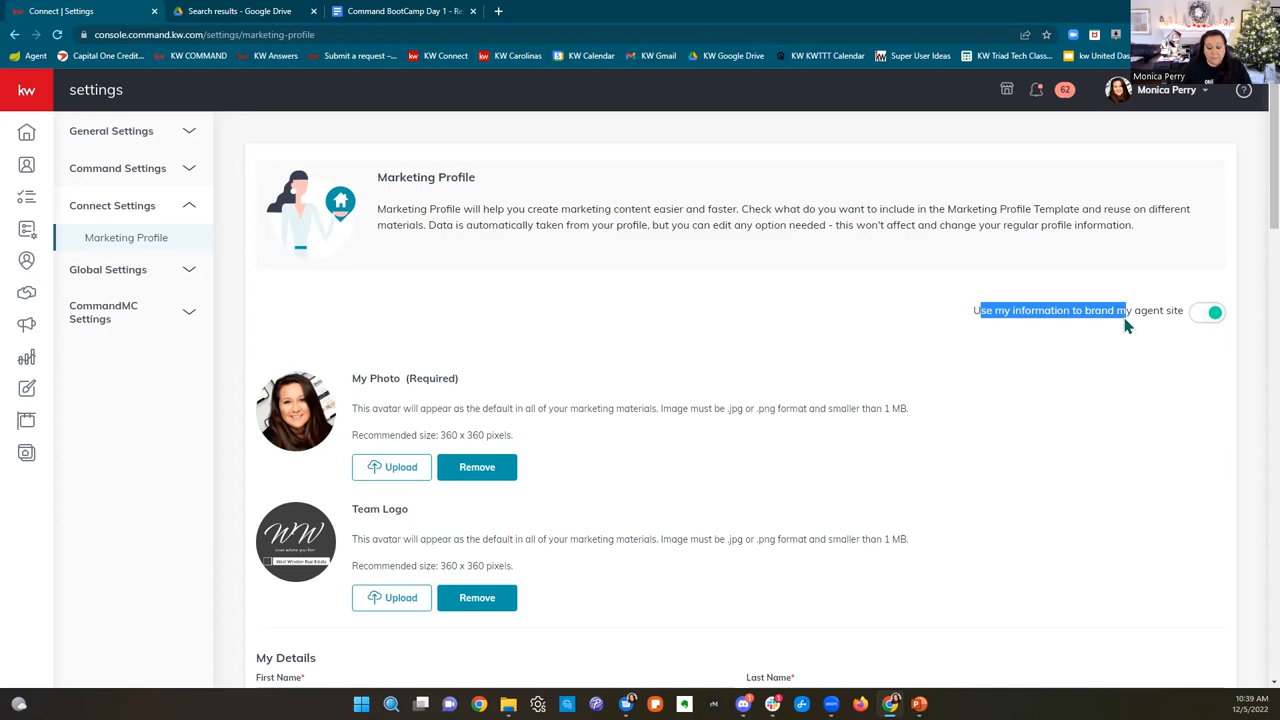 Connect | Settings
Search results - Google Drive
Command BootCamp Day 1 - Re
console.command.kw.com/settings/marketing-profile
Agent
Capital One Credit...
KW COMMAND
KW Answers
Submit a request –...
KW Connect
KW Carolinas
KW Calendar
KW Gmail
KW Google Drive
KW KWTTT Calendar
Super User Ideas
KW Triad Tech Class...
kw United Das
Monica Perry
kw
settings
62
Monica Perry
General Settings
Command Settings
Connect Settings
Marketing Profile
Global Settings
CommandMC
Settings
Marketing Profile
Marketing Profile will help you create marketing content easier and faster. Check what do you want to include in the Marketing Profile Template and reuse on different
materials. Data is automatically taken from your profile, but you can edit any option needed - this won't affect and change your regular profile information.
Use my information to brand my agent site
My Photo (Required)
This avatar will appear as the default in all of your marketing materials. Image must be .jpg or .png format and smaller than 1 MB.
Recommended size: 360 x 360 pixels.
Upload
Remove
Team Logo
WW
This avatar will appear as the default in all of your marketing materials. Image must be .jpg or .png format and smaller than 1 MB.
Recommended size: 360 x 360 pixels.
Upload
Remove
My Details
First Name*
Last Name*
10:39 AM
12/5/2022